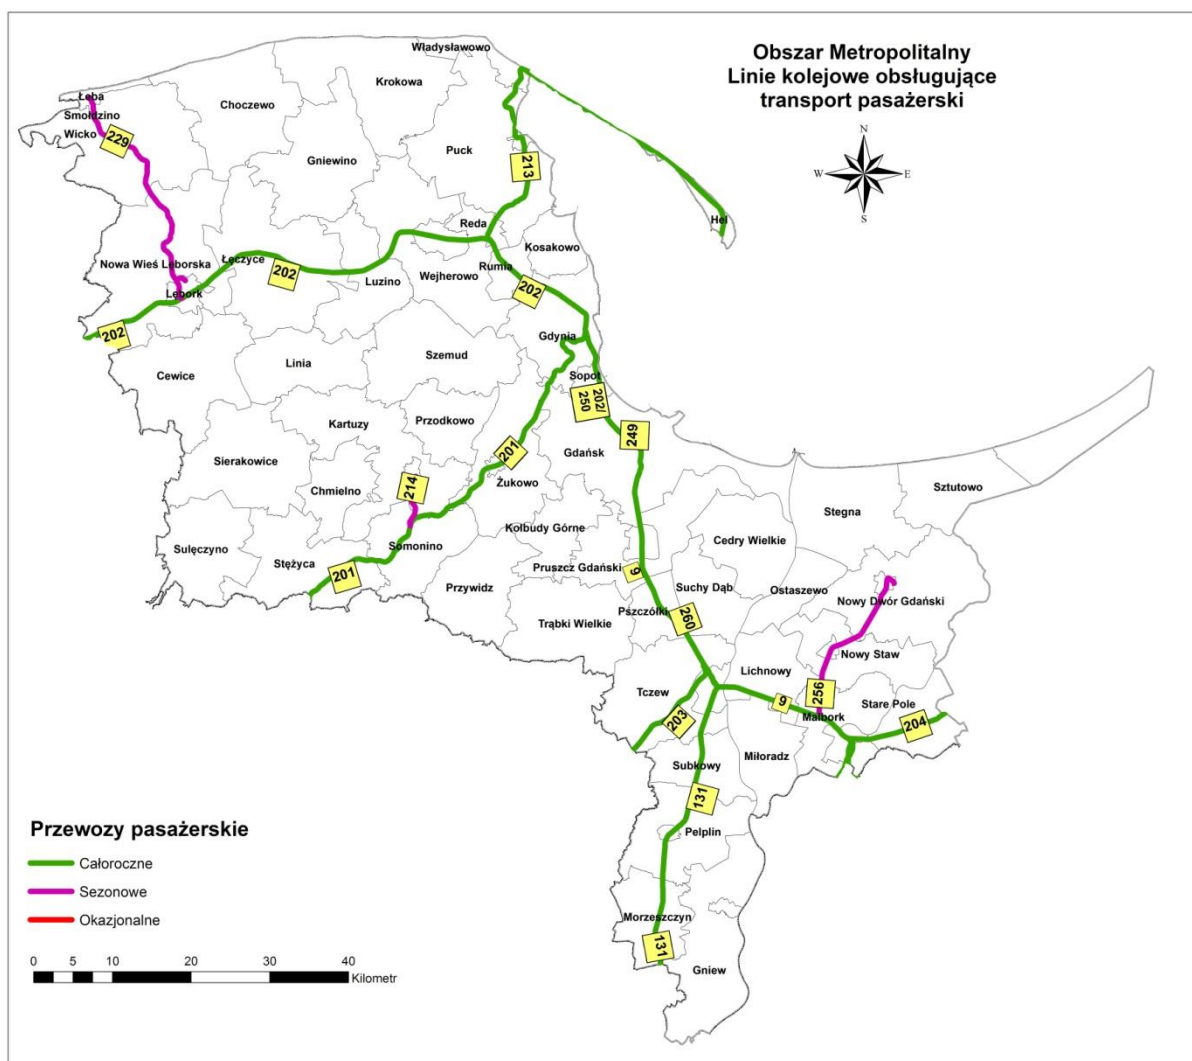 Obszar Metropolitalny
Linie kolejowe obsługujące
transport pasażerski
N
W
E
S
Władysławowo
Krokowa
Łeba
Choczewo
Smołdzino
Wicko
229
Gniewino
Puck
213
Hel
Reda
Kosakowo
Nowa Wieś Lęborska
Łęczyce
202
Luzino
Wejherowo
Rumia
202
Lębork
202
Gdynia
Linia
Szemud
Cewice
Sopot
202/
250
Kartuzy
Przodkowo
249
Sierakowice
201
Gdańsk
Chmielno
214
Żukowo
Sztutowo
Stegna
Kolbudy Górne
Cedry Wielkie
Sulęczyno
Stężyca
Somonino
Pruszcz Gdański
9
201
Przywidz
Suchy Dąb
Ostaszewo
Nowy Dwór Gdański
Pszczółki
260
Trąbki Wielkie
Nowy Staw
Lichnowy
Tczew
9
256
Stare Pole
Malbork
203
204
Subkowy
Miłoradz
131
Pelplin
Morzeszczyn
131
Gniew
Przewozy pasażerskie
Całoroczne
Sezonowe
Okazjonalne
0 5 10 20 30 40
Kilometr